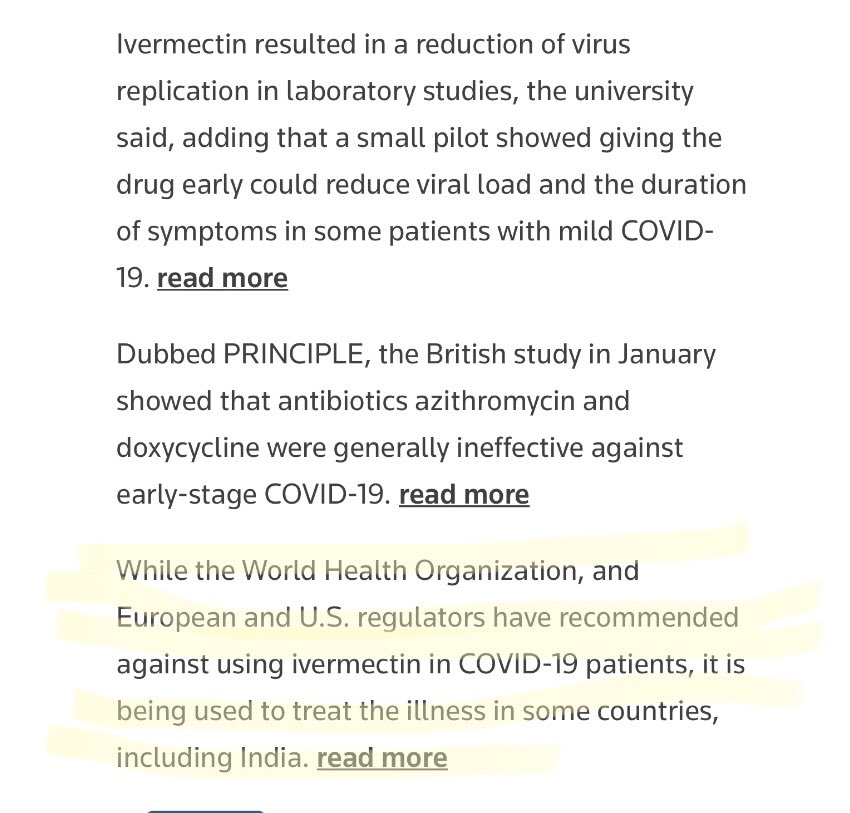 Ivermectin resulted in a reduction of virus
replication in laboratory studies, the university
said, adding that a small pilot showed giving the
drug early could reduce viral load and the duration
of symptoms in some patients with mild COVID-
19. read more
Dubbed PRINCIPLE, the British study in January
showed that antibiotics azithromycin and
doxycycline were generally ineffective against
early-stage COVID-19. read more
While the World Health Organization, and
European and U.S. regulators have recommended
against using ivermectin in COVID-19 patients, it is
being used to treat the illness in some countries,
including India. read more